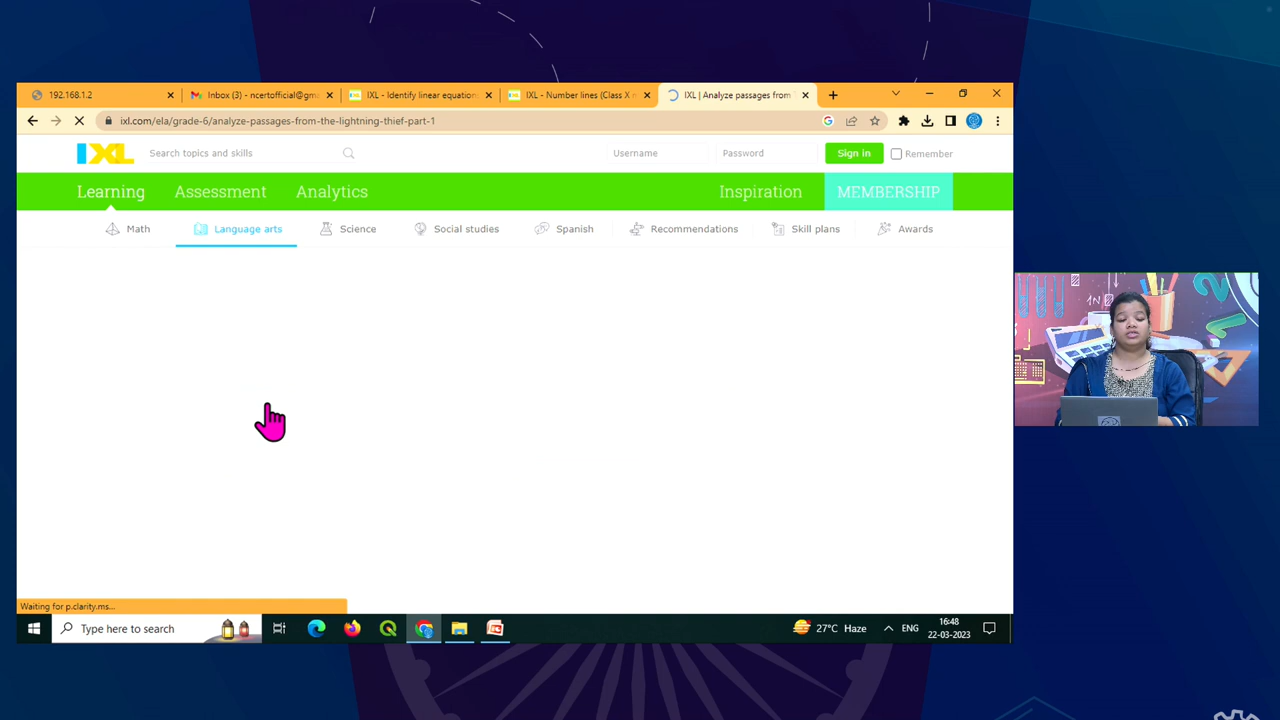 192.168.1.2
Inbox (3) - ncertofficial@gma
IXL - Identify linear equation
IXL - Number lines (Class X m
IXL | Analyze passages from
ixl.com/ela/grade-6/analyze-passages-from-the-lightning-thief-part-1
IXL Search topics and skills Username Password Sign in Remember
Learning Assessment Analytics Inspiration MEMBERSHIP
Math Language arts Science Social studies Spanish Recommendations Skill plans Awards
Waiting for p.clarity.ms...
Type here to search
27°C Haze
ENG
16:48
22-03-2023